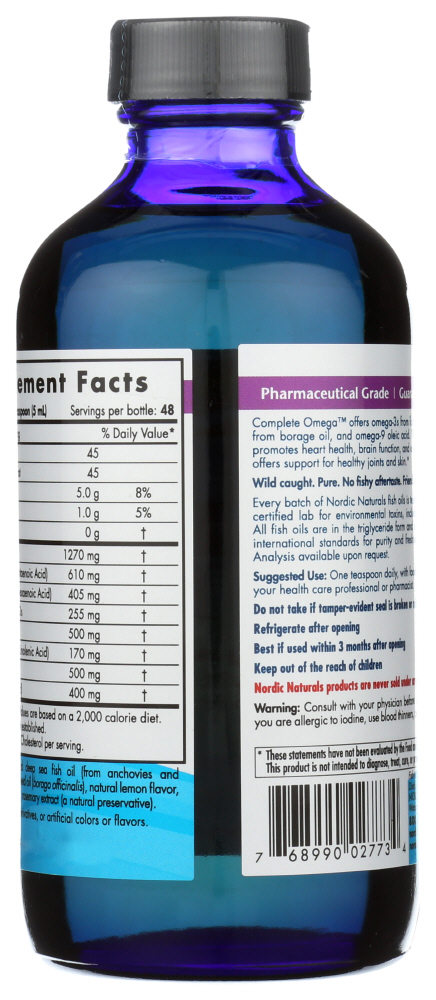 ement Facts
aspoon (5 mL) Servings per bottle: 48
% Daily Value*
45
45
5.0 g 8%
1.0 g 5%
0 g †
1270 mg †
aenoic Acid) 610 mg †
aenoic Acid) 405 mg †
255 mg †
500 mg †
olenic Acid) 170 mg †
500 mg †
400 mg †
are based on a 2,000 calorie diet.
established.
Cholesterol per serving.
deep sea fish oil (from anchovies and
oil (borago officinalis), natural lemon flavor,
rosemary extract (a natural preservative).
or artificial colors or flavors.
Pharmaceutical Grade | Guar
Complete Omega™ offers omega-3s from
from borage oil, and omega-9 oleic acid.
promotes heart health, brain function, and
offers support for healthy joints and skin.*
Wild caught. Pure. No fishy aftertaste.
Every batch of Nordic Naturals fish oils is
certified lab for environmental toxins,
All fish oils are in the triglyceride form and
international standards for purity and
Analysis available upon request.
Suggested Use: One teaspoon daily, with
your health care professional or pharmacist.
Do not take if tamper-evident seal is broken or
Refrigerate after opening
Best if used within 3 months after opening
Keep out of the reach of children
Nordic Naturals products are never sold under
Warning: Consult with your physician before
you are allergic to iodine, use blood thinners,
* These statements have not been evaluated by the Food
This product is not intended to diagnose, treat, cure, or
7 68990 02773 4